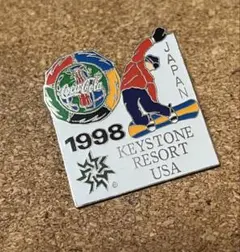 Coca-Cola
JAPAN
1998
KEYSTONE
RESORT
USA
©